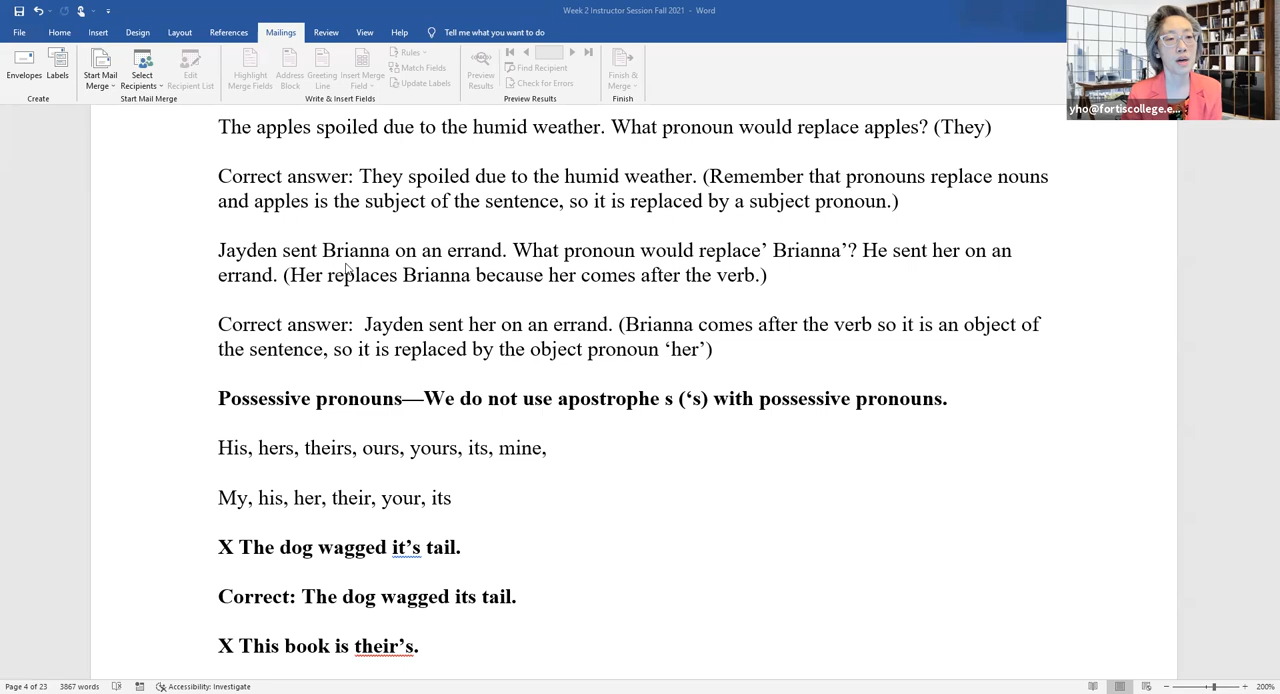 Week 2 Instructor Session Fall 2021 - Word
File Home Insert Design Layout References Mailings Review View Help Tell me what you want to do
Envelopes Labels Start Mail Merge Select Recipients Edit Recipient List Highlight Merge Fields Address Block Greeting Line Insert Merge Field Rules Match Fields Update Labels Preview Results Find Recipient Check for Errors Finish & Merge
Create Start Mail Merge Write & Insert Fields Preview Results Finish
yho@fortiscollege.e...
The apples spoiled due to the humid weather. What pronoun would replace apples? (They)
Correct answer: They spoiled due to the humid weather. (Remember that pronouns replace nouns
and apples is the subject of the sentence, so it is replaced by a subject pronoun.)
Jayden sent Brianna on an errand. What pronoun would replace’ Brianna’? He sent her on an
errand. (Her replaces Brianna because her comes after the verb.)
Correct answer:  Jayden sent her on an errand. (Brianna comes after the verb so it is an object of
the sentence, so it is replaced by the object pronoun ‘her’)
Possessive pronouns—We do not use apostrophe s (‘s) with possessive pronouns.
His, hers, theirs, ours, yours, its, mine,
My, his, her, their, your, its
X The dog wagged it’s tail.
Correct: The dog wagged its tail.
X This book is their’s.
Page 4 of 23 3867 words Accessibility: Investigate 200%